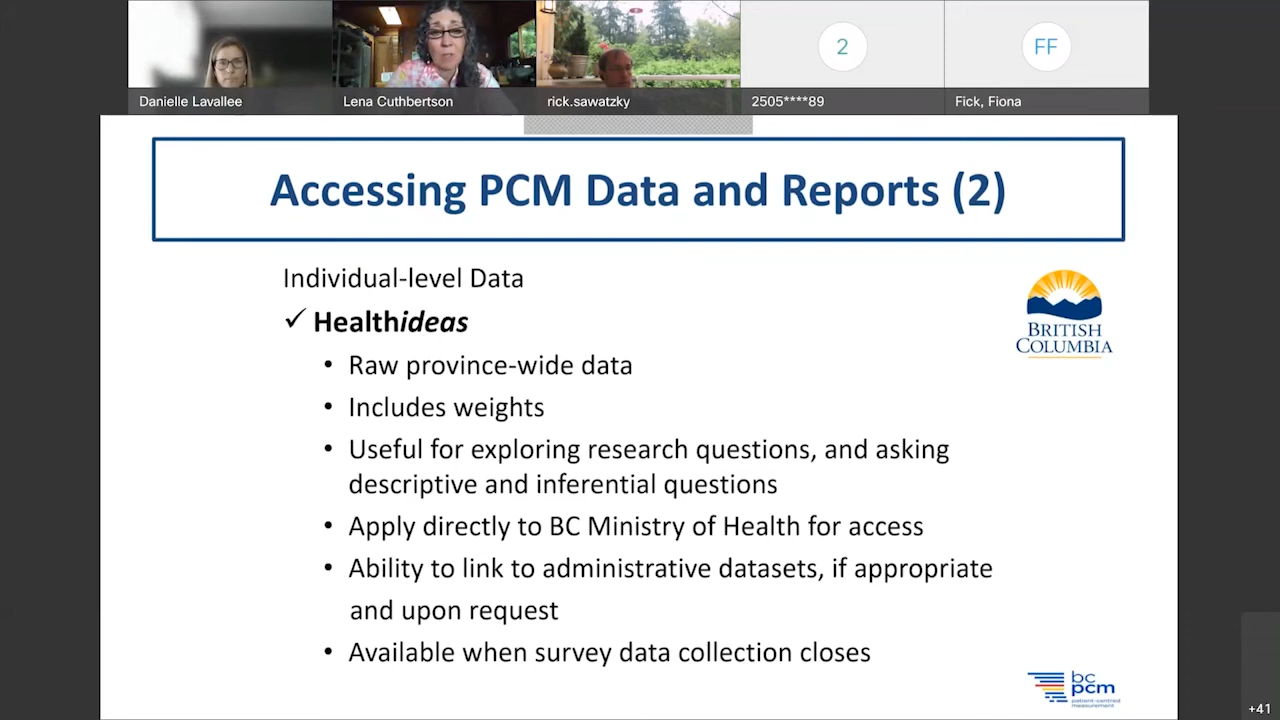 Danielle Lavallee
Lena Cuthbertson
rick.sawatzky
2
2505****89
FF
Fick, Fiona
Accessing PCM Data and Reports (2)
Individual-level Data
✓ Healthideas
• Raw province-wide data
• Includes weights
• Useful for exploring research questions, and asking
descriptive and inferential questions
• Apply directly to BC Ministry of Health for access
• Ability to link to administrative datasets, if appropriate
and upon request
• Available when survey data collection closes
BRITISH
COLUMBIA
bc
pcm
patient-centred
measurement
+41